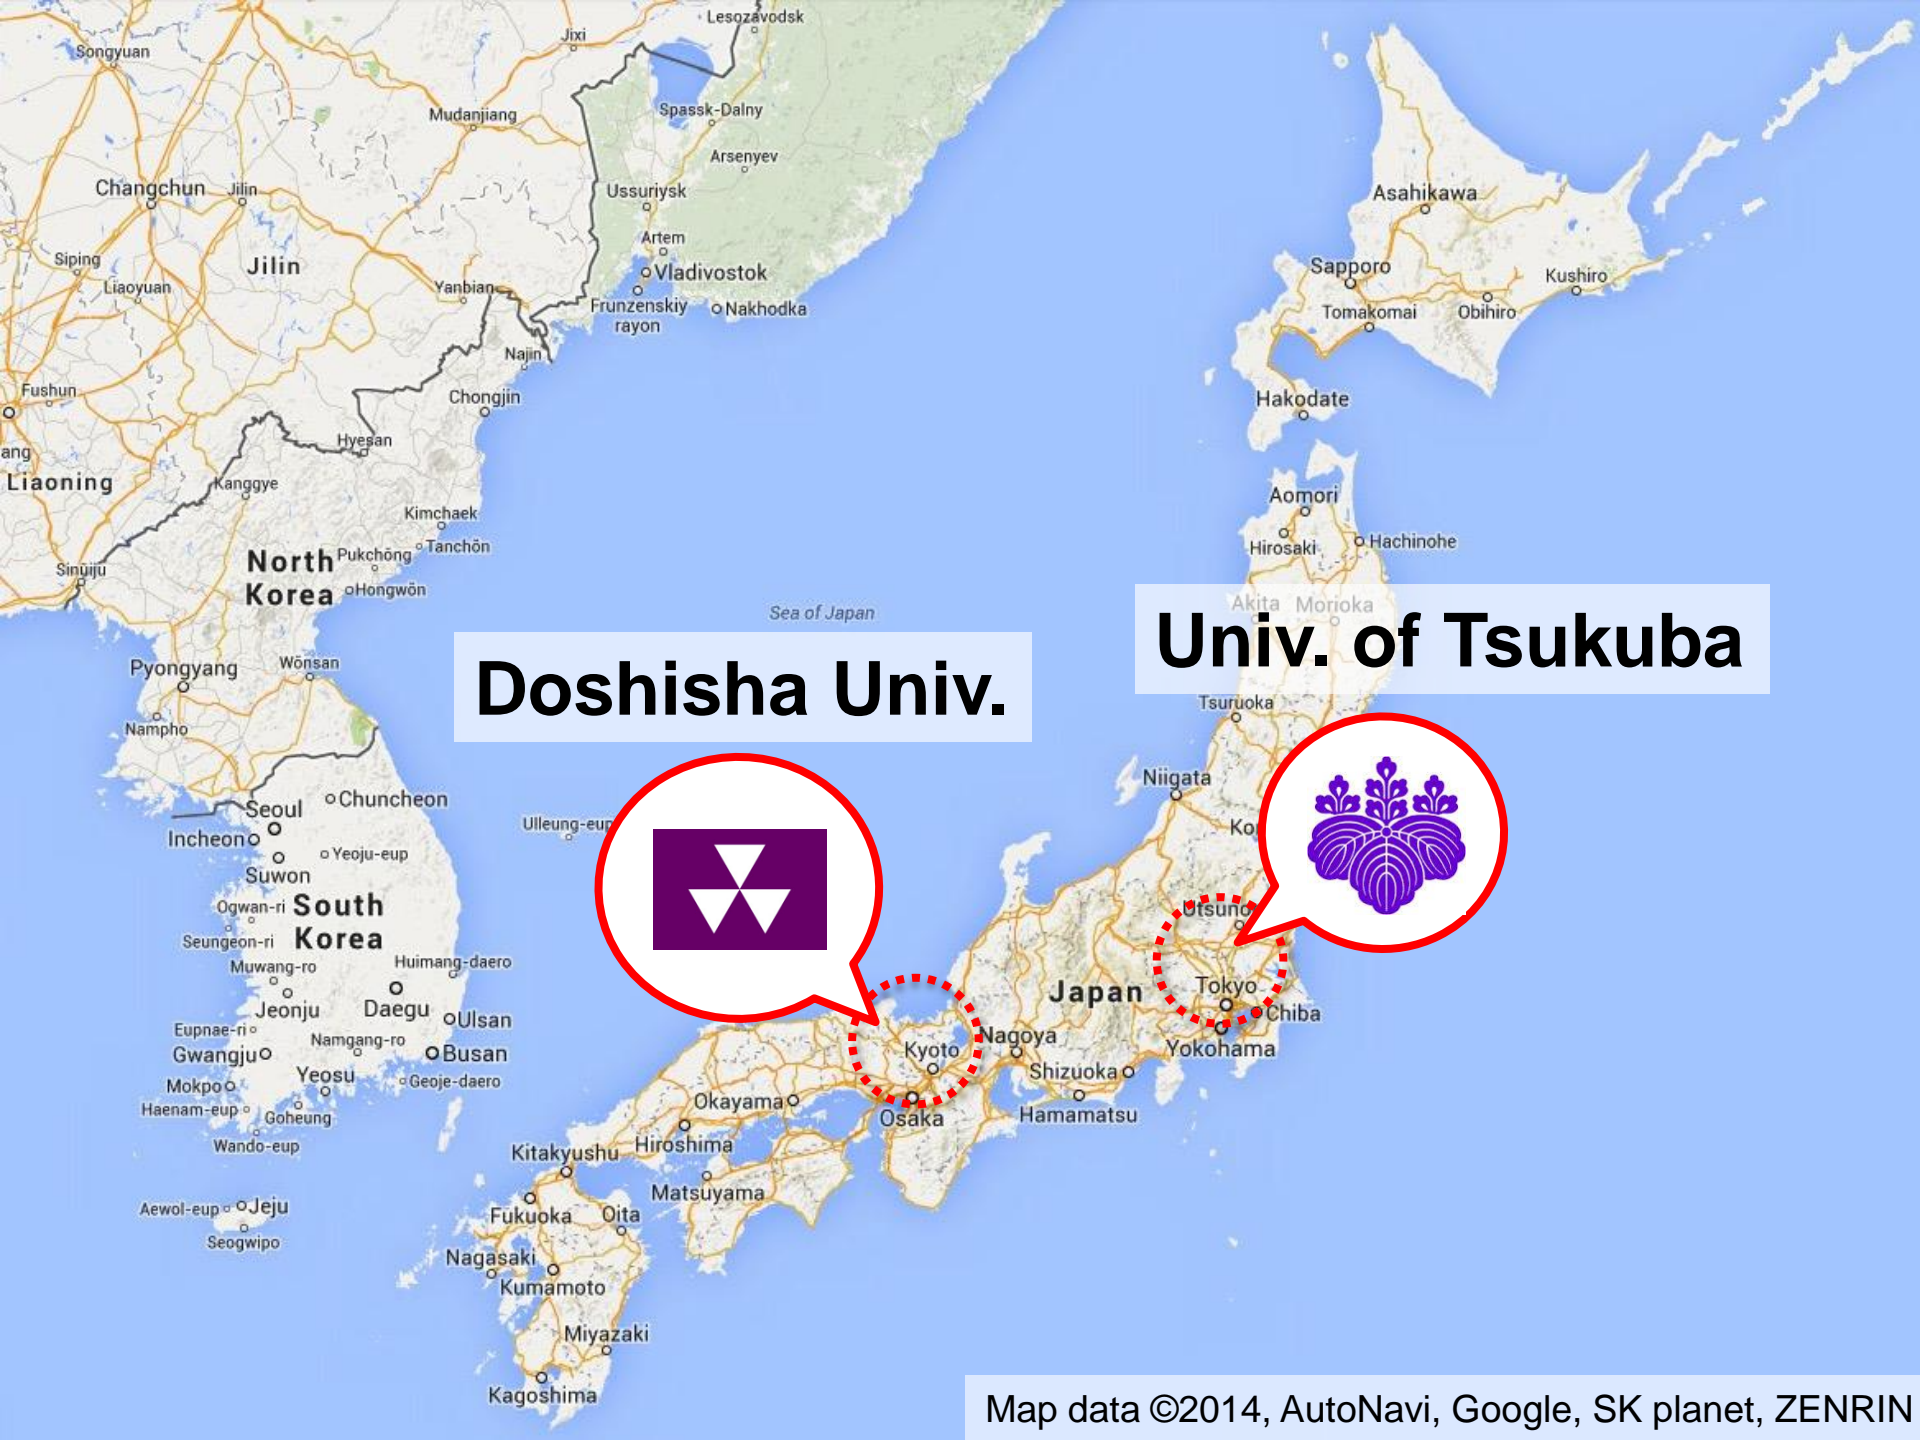 Lesozavodsk
Jixi
Songyuan
Mudanjiang
Spassk-Dalny
Arsenyev
Changchun
Jilin
Ussuriysk
Asahikawa
Artem
Siping
Jilin
Vladivostok
Sapporo
Kushiro
Liaoyuan
Yanbian
Frunzenskiy
rayon
Nakhodka
Tomakomai
Obihiro
Najin
Fushun
Chongjin
Hakodate
Hyesan
ang
Liaoning
Kanggye
Aomori
Kimchaek
Hirosaki
Hachinohe
North
Korea
Pukchŏng
Tanchŏn
Sinŭiju
Hongwŏn
Akita
Morioka
Sea of Japan
Univ. of Tsukuba
Doshisha Univ.
Pyongyang
Wŏnsan
Tsuruoka
Nampho
Niigata
Seoul
Chuncheon
Ulleung-eup
Ko
Incheon
Yeoju-eup
Suwon
Ogwan-ri
South
Korea
Utsuno
Seungeon-ri
Muwang-ro
Huimang-daero
Tokyo
Japan
Jeonju
Daegu
Ulsan
Chiba
Eupnae-ri
Namgang-ro
Nagoya
Gwangju
Busan
Kyoto
Yokohama
Yeosu
Geoje-daero
Shizuoka
Mokpo
Okayama
Haenam-eup
Goheung
Osaka
Hamamatsu
Wando-eup
Kitakyushu
Hiroshima
Matsuyama
Aewol-eup
Jeju
Fukuoka
Oita
Seogwipo
Nagasaki
Kumamoto
Miyazaki
Kagoshima
Map data ©2014, AutoNavi, Google, SK planet, ZENRIN